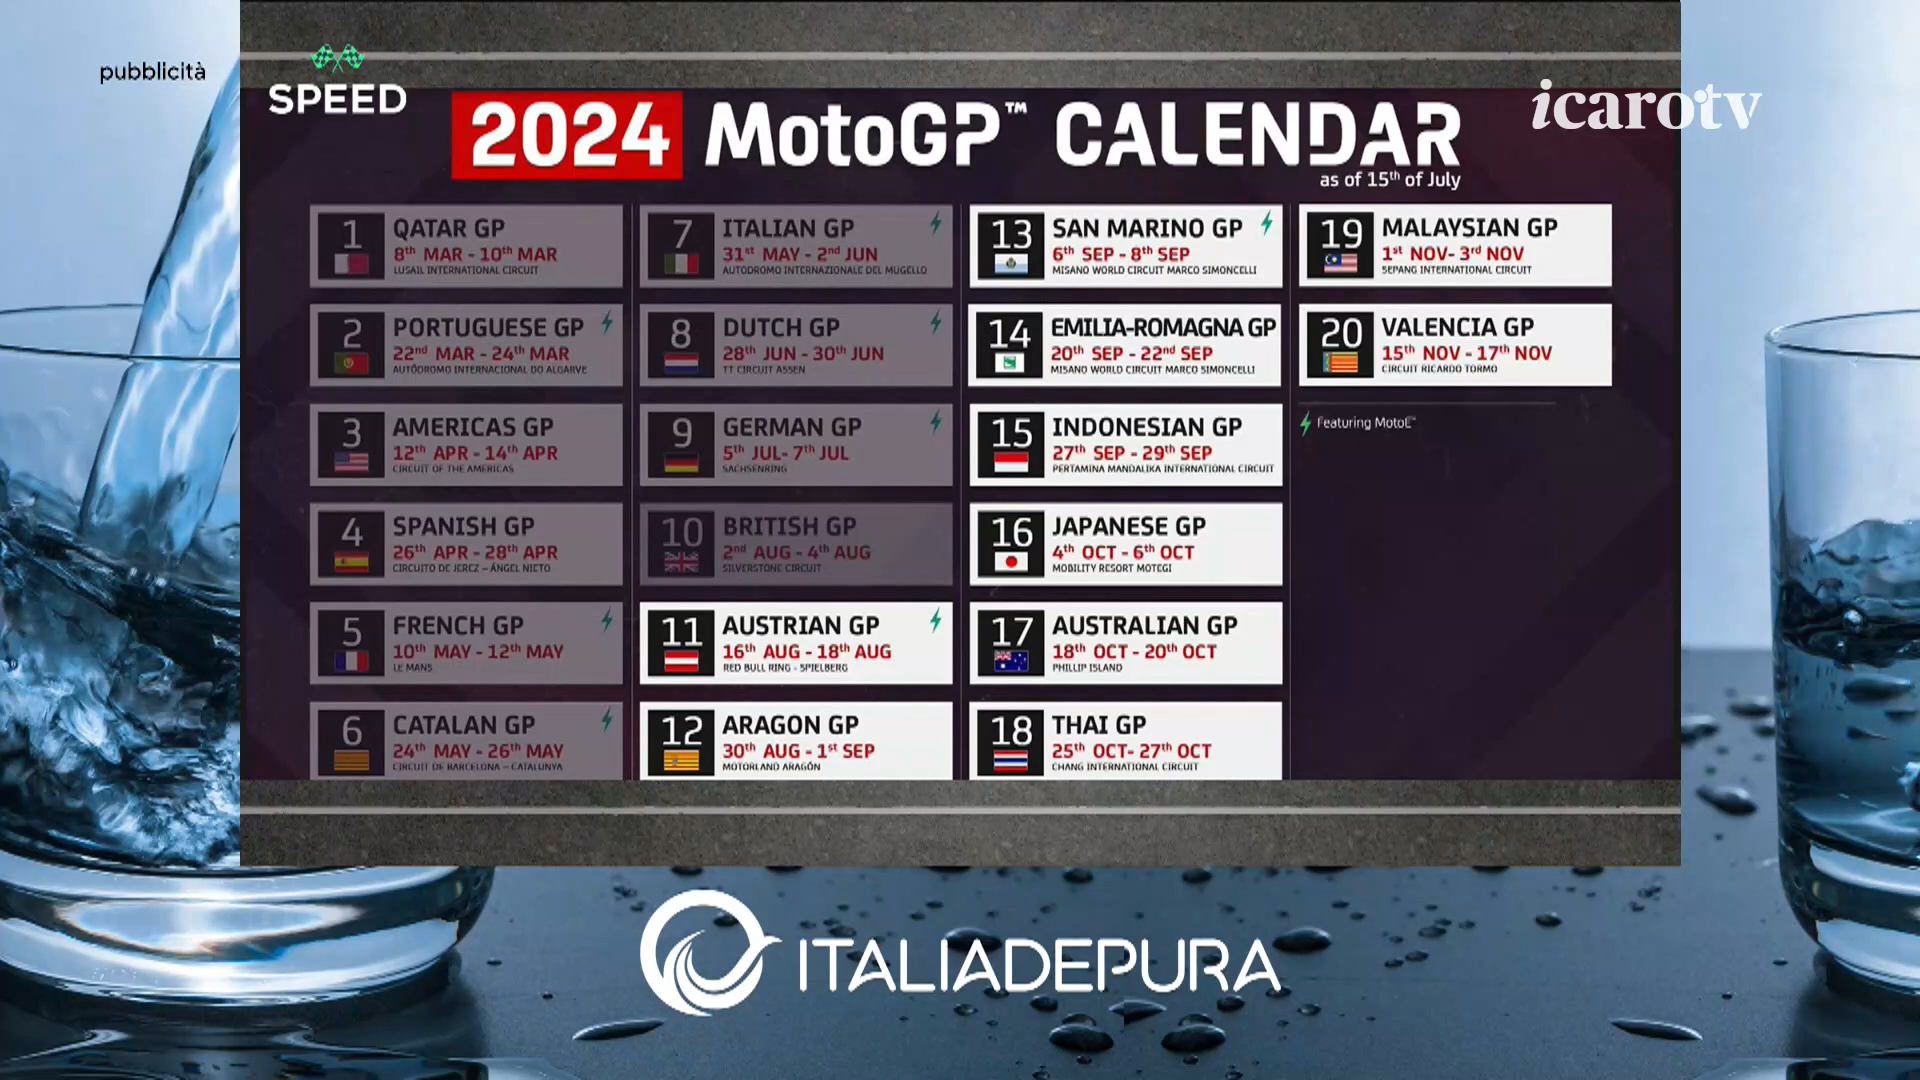 pubblicità
SPEED
icarotv
2024 MotoGP™ CALENDAR
as of 15th of July
1 QATAR GP
8th MAR - 10th MAR
LUSAIL INTERNATIONAL CIRCUIT
2 PORTUGUESE GP
22nd MAR - 24th MAR
AUTÓDROMO INTERNACIONAL DO ALGARVE
3 AMERICAS GP
12th APR - 14th APR
CIRCUIT OF THE AMERICAS
4 SPANISH GP
26th APR - 28th APR
CIRCUITO DE JEREZ – ÁNGEL NIETO
5 FRENCH GP
10th MAY - 12th MAY
LE MANS
6 CATALAN GP
24th MAY - 26th MAY
CIRCUIT DE BARCELONA – CATALUNYA
7 ITALIAN GP
31st MAY - 2nd JUN
AUTODROMO INTERNAZIONALE DEL MUGELLO
8 DUTCH GP
28th JUN - 30th JUN
TT CIRCUIT ASSEN
9 GERMAN GP
5th JUL- 7th JUL
SACHSENRING
10 BRITISH GP
2nd AUG - 4th AUG
SILVERSTONE CIRCUIT
11 AUSTRIAN GP
16th AUG - 18th AUG
RED BULL RING - SPIELBERG
12 ARAGON GP
30th AUG - 1st SEP
MOTORLAND ARAGÓN
13 SAN MARINO GP
6th SEP - 8th SEP
MISANO WORLD CIRCUIT MARCO SIMONCELLI
14 EMILIA-ROMAGNA GP
20th SEP - 22nd SEP
MISANO WORLD CIRCUIT MARCO SIMONCELLI
15 INDONESIAN GP
27th SEP - 29th SEP
PERTAMINA MANDALIKA INTERNATIONAL CIRCUIT
16 JAPANESE GP
4th OCT - 6th OCT
MOBILITY RESORT MOTEGI
17 AUSTRALIAN GP
18th OCT - 20th OCT
PHILLIP ISLAND
18 THAI GP
25th OCT- 27th OCT
CHANG INTERNATIONAL CIRCUIT
19 MALAYSIAN GP
1st NOV- 3rd NOV
SEPANG INTERNATIONAL CIRCUIT
20 VALENCIA GP
15th NOV - 17th NOV
CIRCUIT RICARDO TORMO
Featuring MotoE™
ITALIADEPURA